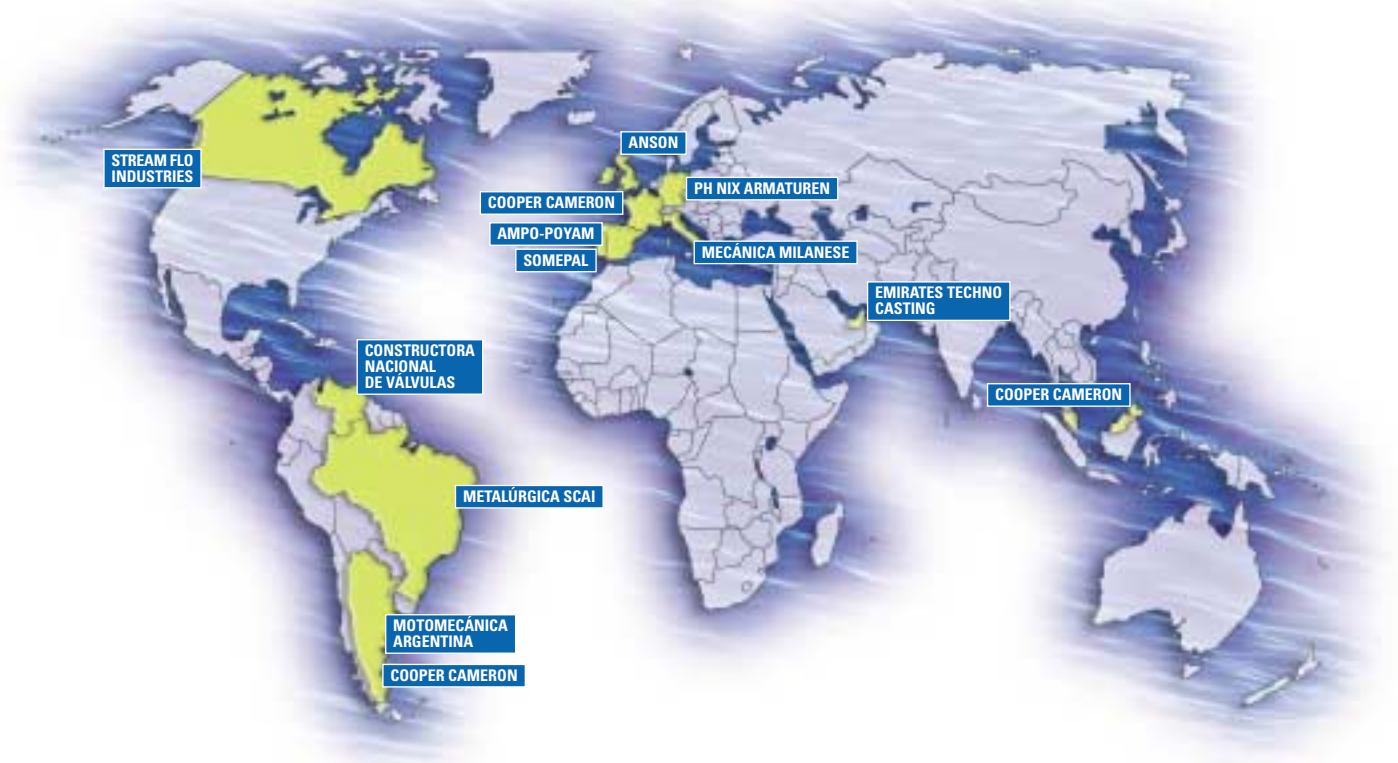 ANSON
STREAM FLO
INDUSTRIES
PH NIX ARMATUREN
COOPER CAMERON
AMPO-POYAM
SOMEPAL
MECÁNICA MILANESE
EMIRATES TECHNO
CASTING
CONSTRUCTORA
NACIONAL
DE VÁLVULAS
COOPER CAMERON
METALÚRGICA SCAI
MOTOMECÁNICA
ARGENTINA
COOPER CAMERON